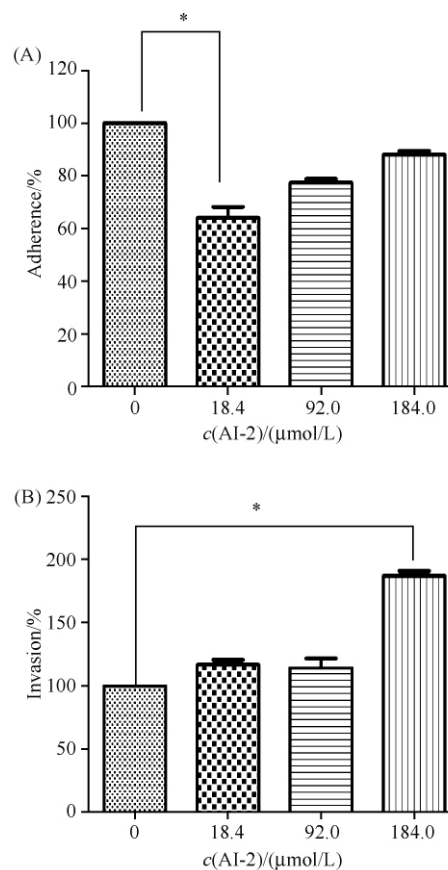 (A)
*
Adherence/%
120
100
80
60
40
20
0
0 18.4 92.0 184.0
c(AI-2)/(μmol/L)
(B)
*
Invasion/%
250
200
150
100
50
0
0 18.4 92.0 184.0
c(AI-2)/(μmol/L)